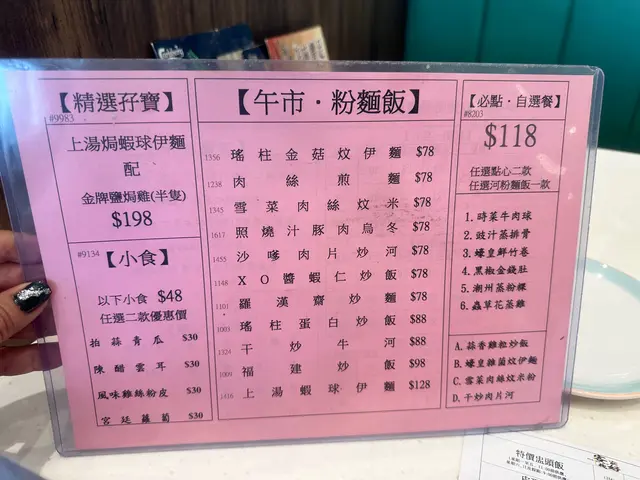 Carlsberg
【精選孖寶】
#9983
上湯焗蝦球伊麵
配
金牌鹽焗雞(半隻)
$198
#9134
【小食】
以下小食 $48
任選二款優惠價
拍蒜青瓜 $30
陳醋雲耳 $30
風味雞絲粉皮 $30
宮廷蘿蔔 $30
【午市·粉麵飯】
1356 瑤柱金菇炆伊麵 $78
1238 肉絲煎麵 $78
1345 雪菜肉絲炆米 $78
1617 照燒汁豚肉烏冬 $78
1455 沙嗲肉片炒河 $78
1148 XO醬蝦仁炒飯 $78
1101 羅漢齋炒麵 $78
1003 瑤柱蛋白炒飯 $88
1324 干炒牛河 $88
1009 福建炒飯 $98
1416 上湯蝦球伊麵 $128
【必點·自選餐】
#8203
$118
任選點心二款
任選河粉麵飯一款
1.時菜牛肉球
2.豉汁蒸排骨
3.蠔皇鮮竹卷
4.黑椒金錢肚
5.潮州蒸粉粿
6.蟲草花蒸雞
A.蒜香雞粒炒飯
B.蠔皇雜菌炆伊麵
C.雪菜肉絲炆米粉
D.干炒肉片河
特價盅頭飯